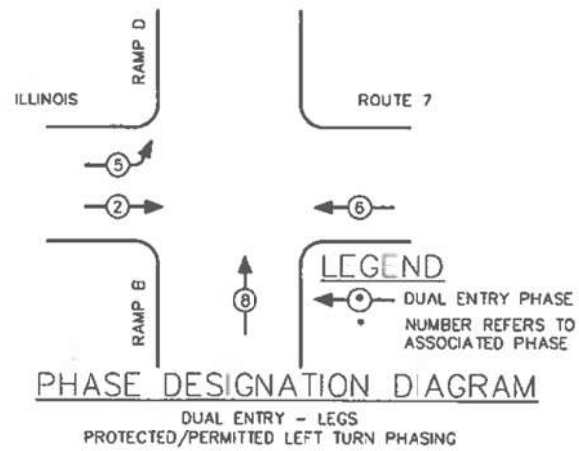 RAMP D
ILLINOIS
ROUTE 7
5
2
6
8
RAMP B
LEGEND
DUAL ENTRY PHASE
NUMBER REFERS TO
ASSOCIATED PHASE
PHASE DESIGNATION DIAGRAM
DUAL ENTRY - LEGS
PROTECTED/PERMITTED LEFT TURN PHASING